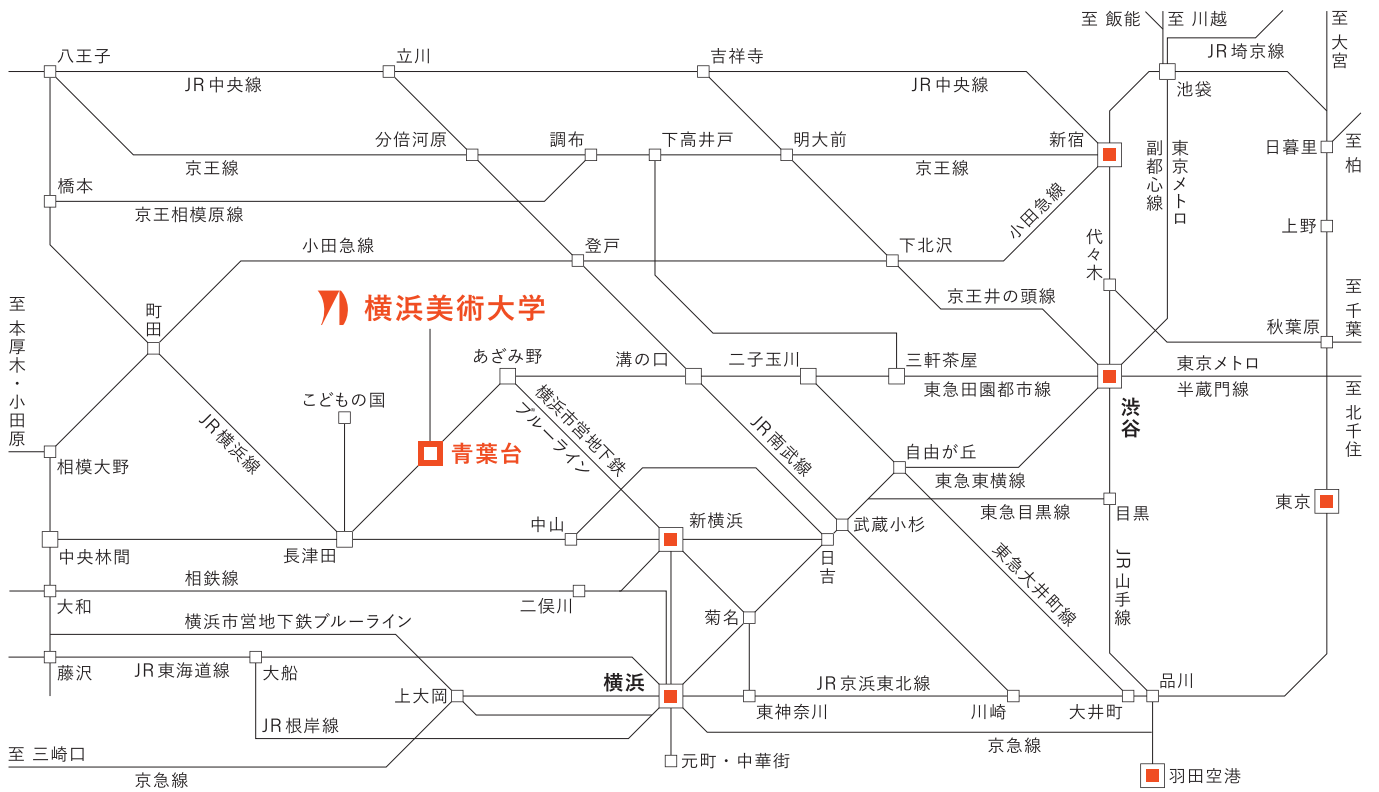 至 飯能
至 川越
至 大宮
JR埼京線
八王子
立川
吉祥寺
JR中央線
JR中央線
池袋
分倍河原
調布
下高井戸
明大前
新宿
日暮里
至 柏
京王線
京王線
副都心線
東京メトロ
橋本
京王相模原線
小田急線
上野
小田急線
登戸
下北沢
代々木
至 千葉
至 本厚木・小田原
町田
横浜美術大学
京王井の頭線
秋葉原
あざみ野
溝の口
二子玉川
三軒茶屋
東京メトロ
半蔵門線
東急田園都市線
至 北千住
こどもの国
横浜市営地下鉄
ブルーライン
渋谷
JR横浜線
JR南武線
青葉台
自由が丘
相模大野
東急東横線
東京
東急目黒線
目黒
中山
新横浜
武蔵小杉
中央林間
長津田
日吉
東急大井町線
JR山手線
相鉄線
大和
二俣川
菊名
横浜市営地下鉄ブルーライン
藤沢
JR東海道線
大船
横浜
JR京浜東北線
品川
上大岡
東神奈川
川崎
大井町
JR根岸線
京急線
至 三崎口
元町・中華街
京急線
羽田空港